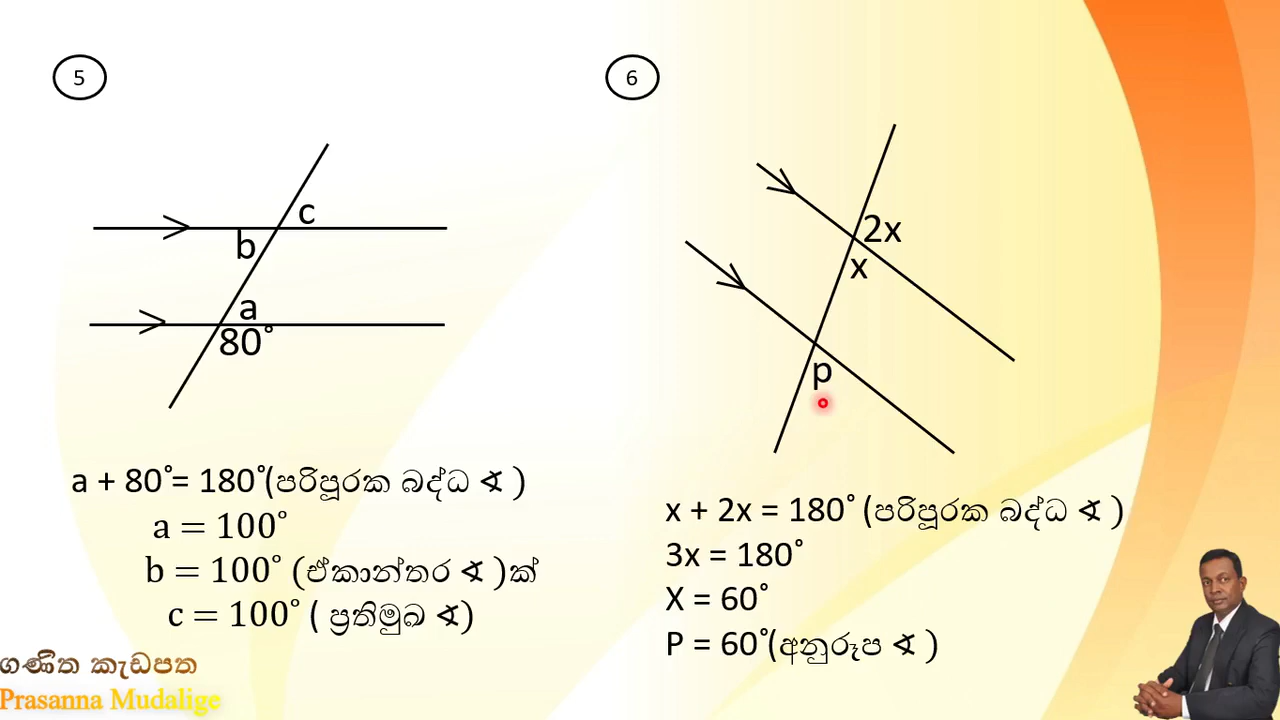 5
c
b
a
80°
a + 80°= 180°(පරිපූරක බද්ධ ∢ )
a = 100°
b = 100° (ඒකාන්තර ∢ )ක්
c = 100° ( ප්‍රතිමුඛ ∢)
6
2x
x
p
x + 2x = 180° (පරිපූරක බද්ධ ∢ )
3x = 180°
X = 60°
P = 60°(අනුරූප ∢ )
ගණිත කැඩපත
Prasanna Mudalige